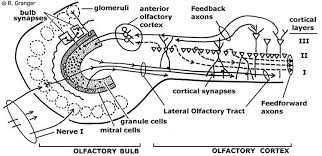 © R. Granger
bulb
synapses
glomeruli
anterior
olfactory
cortex
Feedback
axons
cortical
layers
III
II
I
cortical synapses
Lateral Olfactory Tract
Feedforward
axons
granule cells
mitral cells
Nerve I
OLFACTORY BULB
OLFACTORY CORTEX